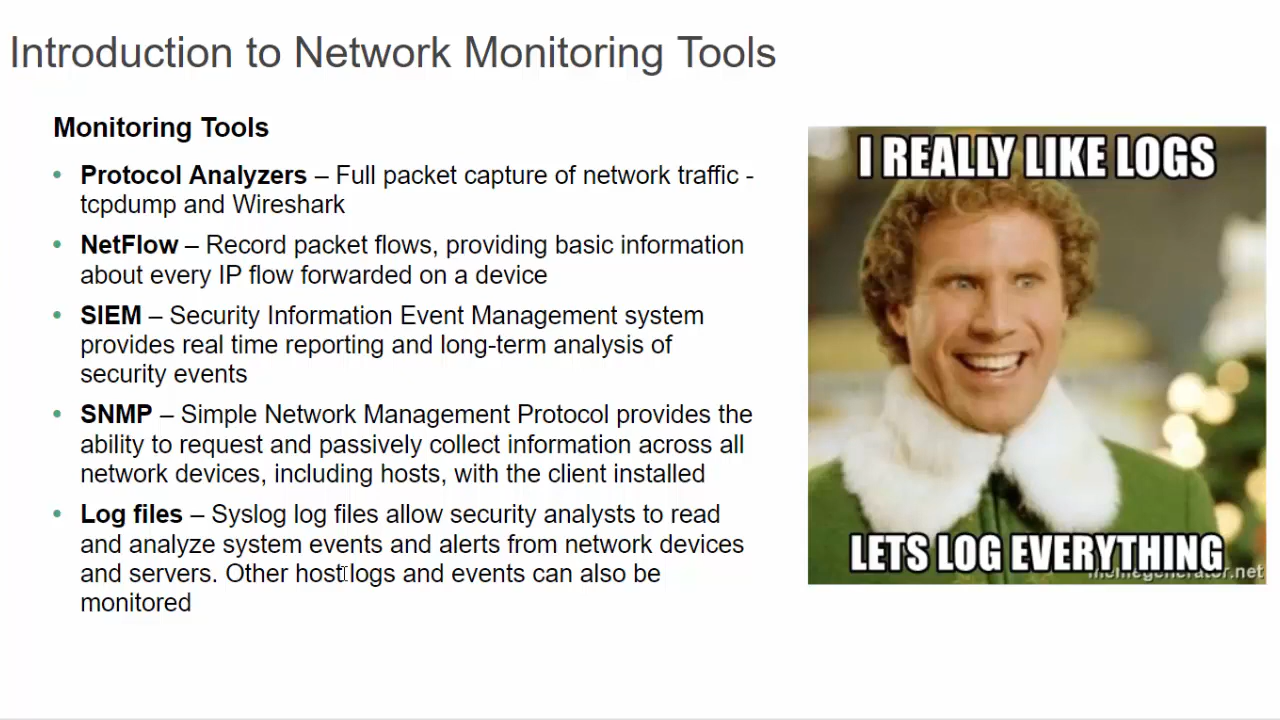 Introduction to Network Monitoring Tools
Monitoring Tools
• Protocol Analyzers – Full packet capture of network traffic -
tcpdump and Wireshark
• NetFlow – Record packet flows, providing basic information
about every IP flow forwarded on a device
• SIEM – Security Information Event Management system
provides real time reporting and long-term analysis of
security events
• SNMP – Simple Network Management Protocol provides the
ability to request and passively collect information across all
network devices, including hosts, with the client installed
• Log files – Syslog log files allow security analysts to read
and analyze system events and alerts from network devices
and servers. Other host logs and events can also be
monitored
I REALLY LIKE LOGS
LETS LOG EVERYTHING
memegenerator.net